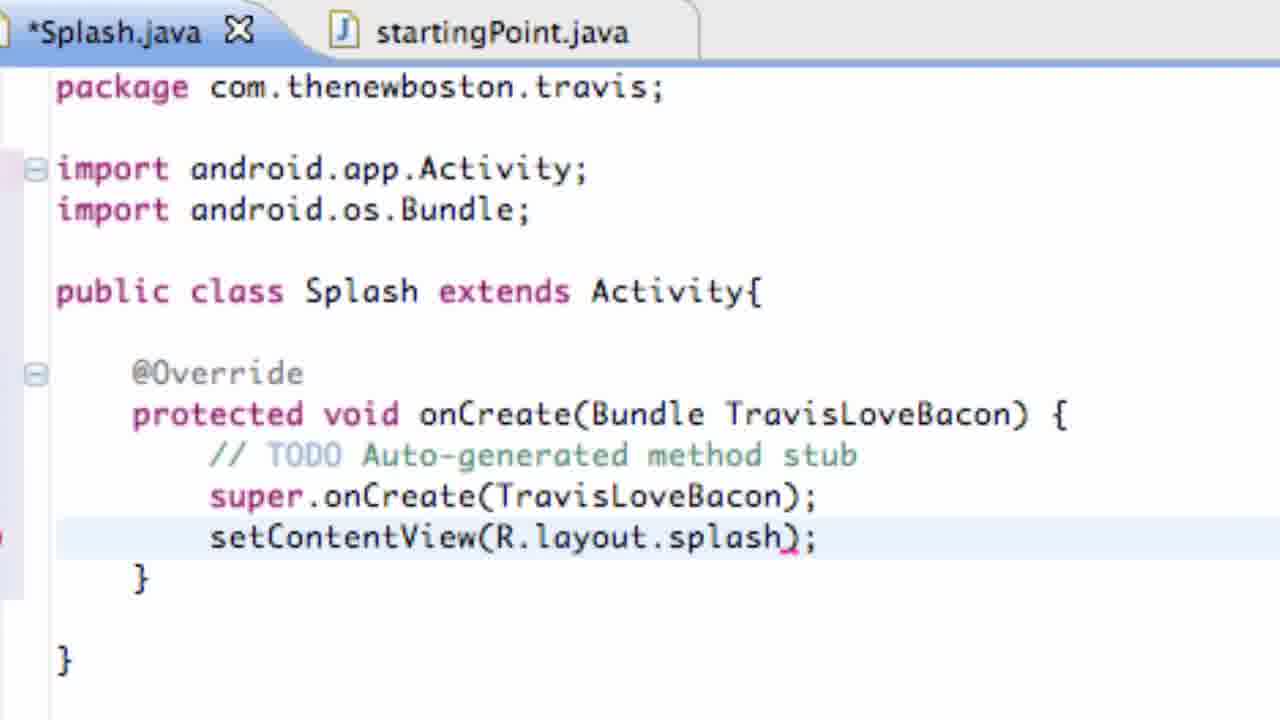 *Splash.java startingPoint.java
package com.thenewboston.travis;
import android.app.Activity;
import android.os.Bundle;
public class Splash extends Activity{
@Override
protected void onCreate(Bundle TravisLoveBacon) {
// TODO Auto-generated method stub
super.onCreate(TravisLoveBacon);
setContentView(R.layout.splash);
}
}